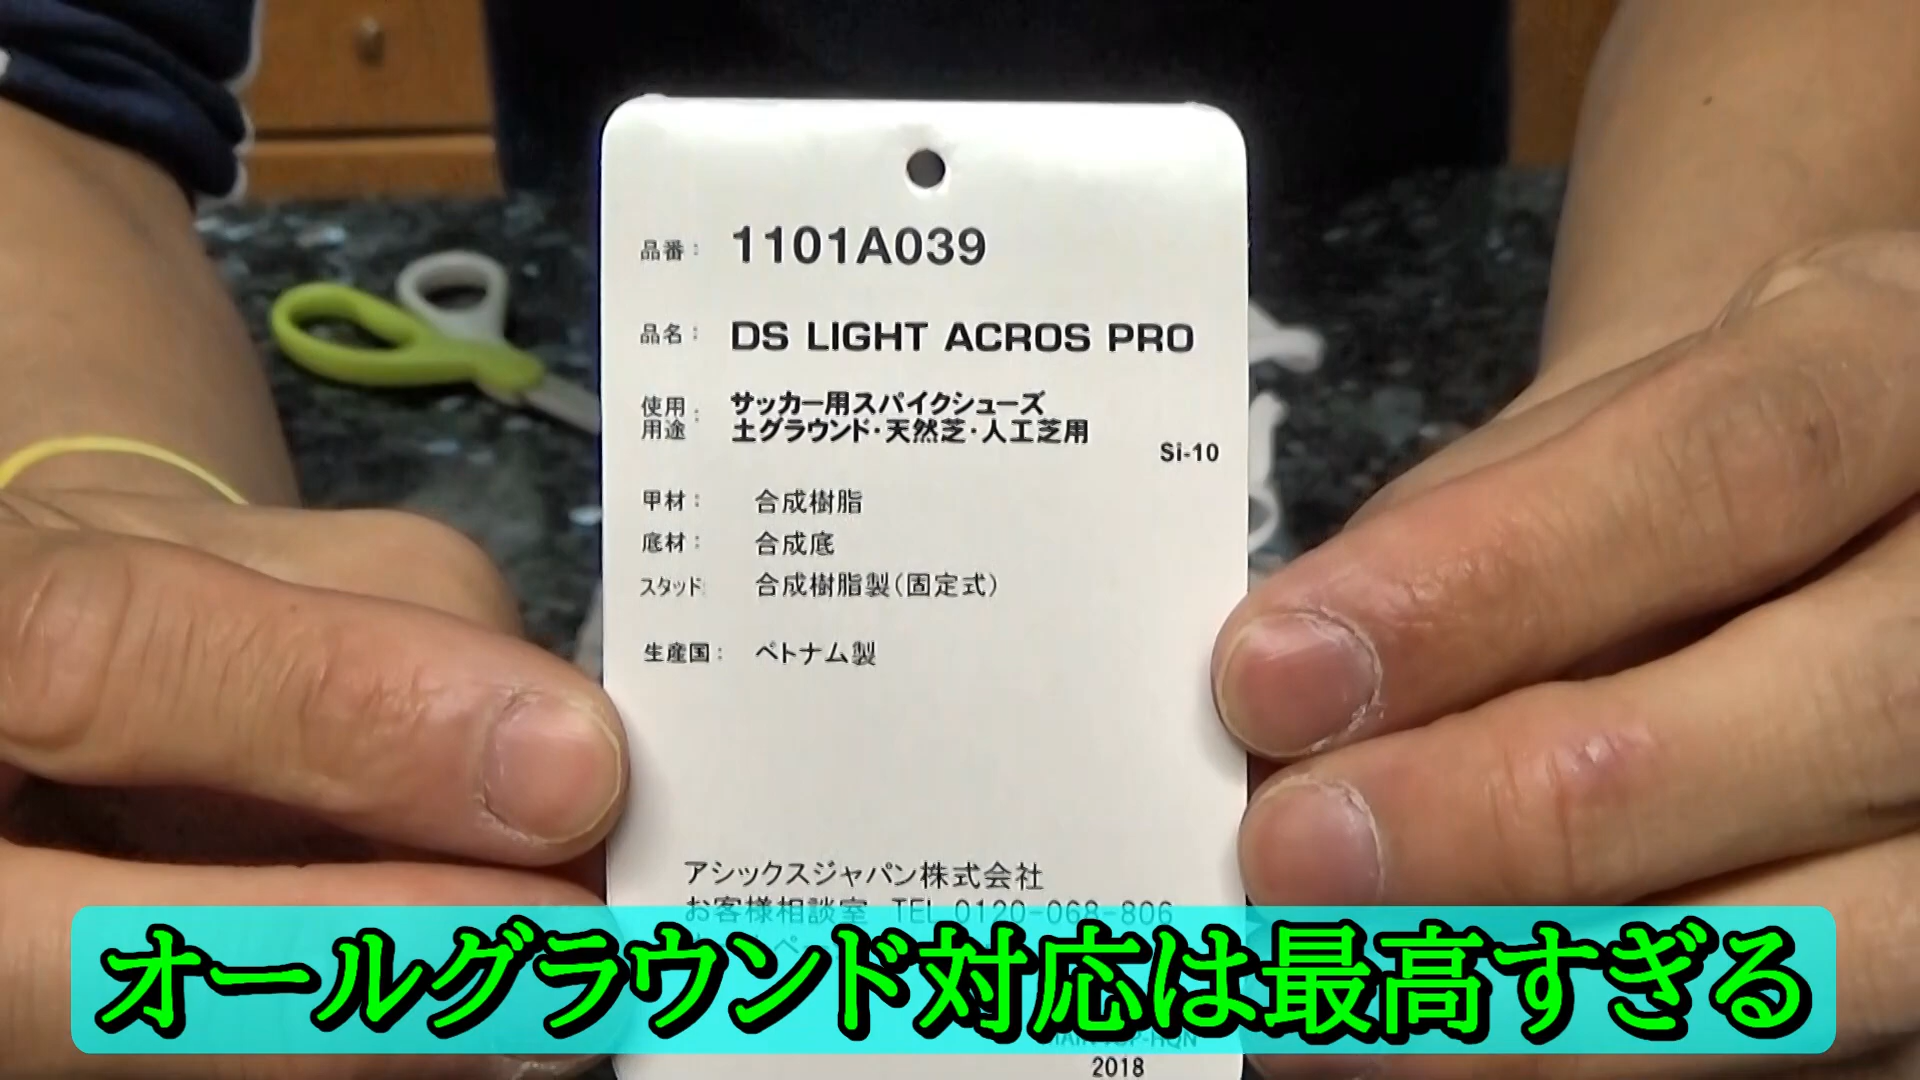 品番： 1101A039
品名： DS LIGHT ACROS PRO
使用用途： サッカー用スパイクシューズ
土グラウンド・天然芝・人工芝用
Si-10
甲材： 合成樹脂
底材： 合成底
スタッド: 合成樹脂製(固定式)
生産国： ベトナム製
アシックスジャパン株式会社
お客様相談室 TEL 0120-068-806
オールグラウンド対応は最高すぎる
2018